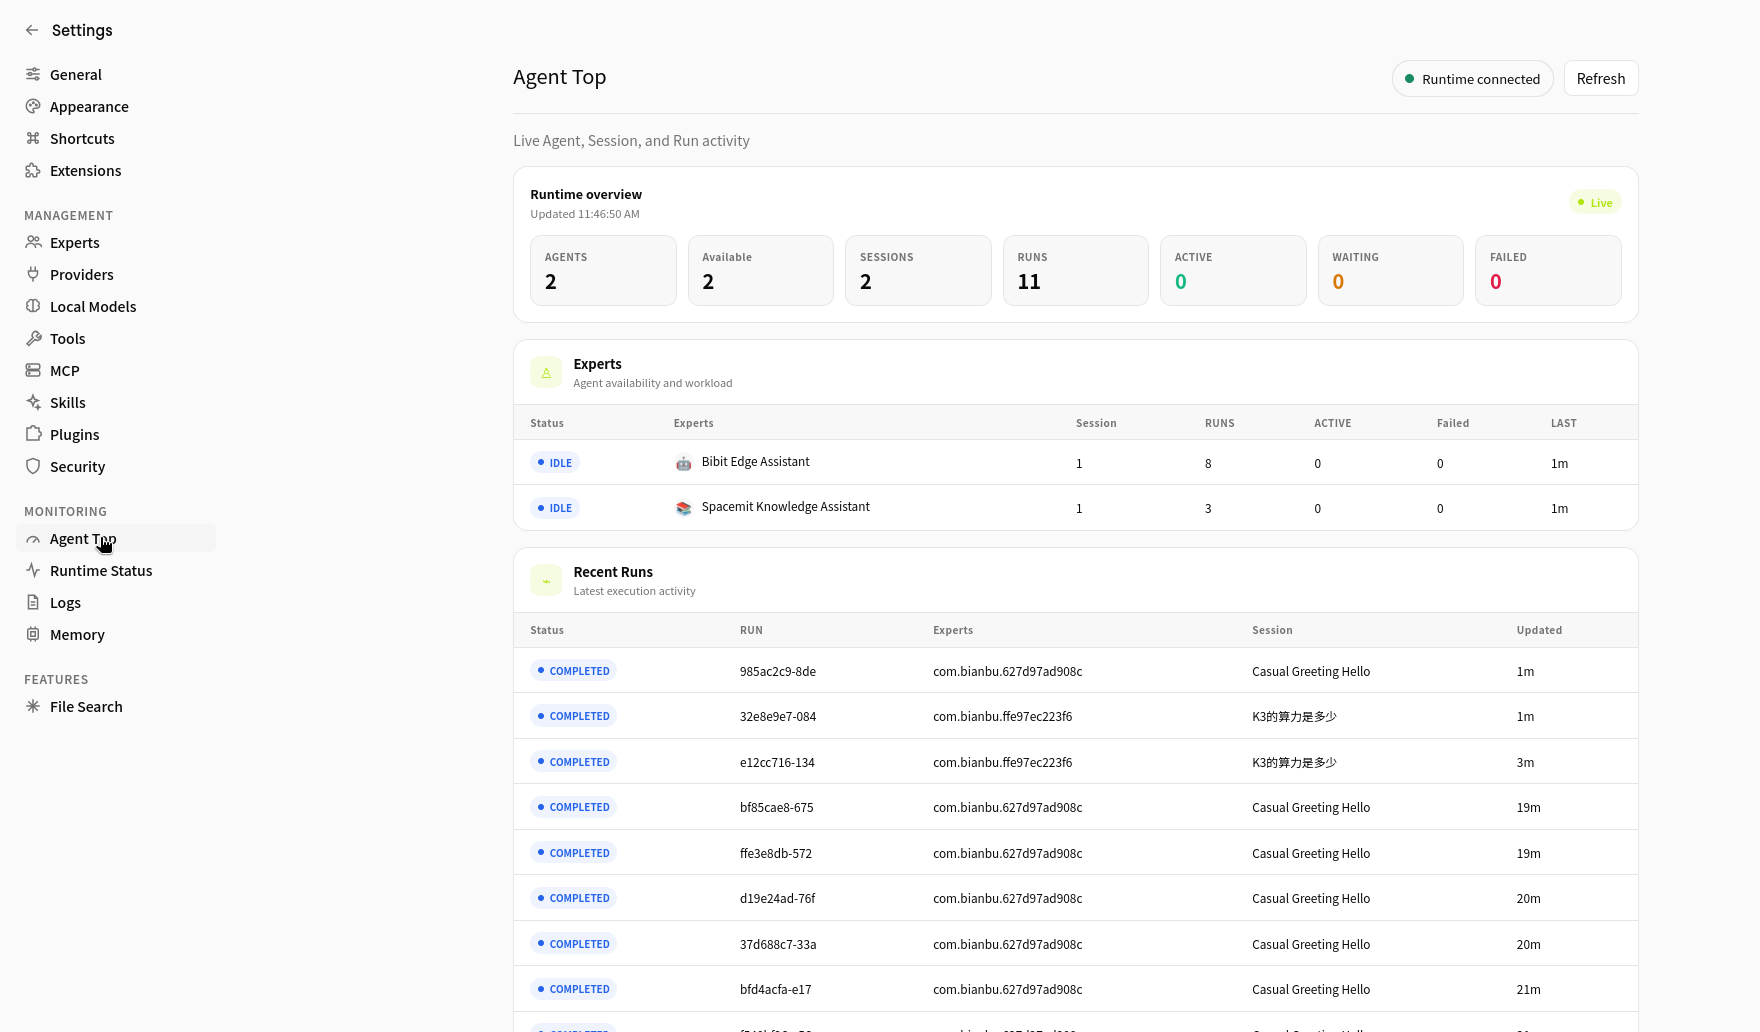 Settings
General
Appearance
Shortcuts
Extensions
MANAGEMENT
Experts
Providers
Local Models
Tools
MCP
Skills
Plugins
Security
MONITORING
Agent Top
Runtime Status
Logs
Memory
FEATURES
File Search
Agent Top
Runtime connected
Refresh
Live Agent, Session, and Run activity
Runtime overview
Updated 11:46:50 AM
Live
AGENTS Available SESSIONS RUNS ACTIVE WAITING FAILED
2 2 2 11 0 0 0
Experts
Agent availability and workload
Status Experts Session RUNS ACTIVE Failed LAST
IDLE Bibit Edge Assistant 1 8 0 0 1m
IDLE Spacemit Knowledge Assistant 1 3 0 0 1m
Recent Runs
Latest execution activity
Status RUN Experts Session Updated
COMPLETED 985ac2c9-8de com.bianbu.627d97ad908c Casual Greeting Hello 1m
COMPLETED 32e8e9e7-084 com.bianbu.ffe97ec223f6 K3的算力是多少 1m
COMPLETED e12cc716-134 com.bianbu.ffe97ec223f6 K3的算力是多少 3m
COMPLETED bf85cae8-675 com.bianbu.627d97ad908c Casual Greeting Hello 19m
COMPLETED ffe3e8db-572 com.bianbu.627d97ad908c Casual Greeting Hello 19m
COMPLETED d19e24ad-76f com.bianbu.627d97ad908c Casual Greeting Hello 20m
COMPLETED 37d688c7-33a com.bianbu.627d97ad908c Casual Greeting Hello 20m
COMPLETED bfd4acfa-e17 com.bianbu.627d97ad908c Casual Greeting Hello 21m